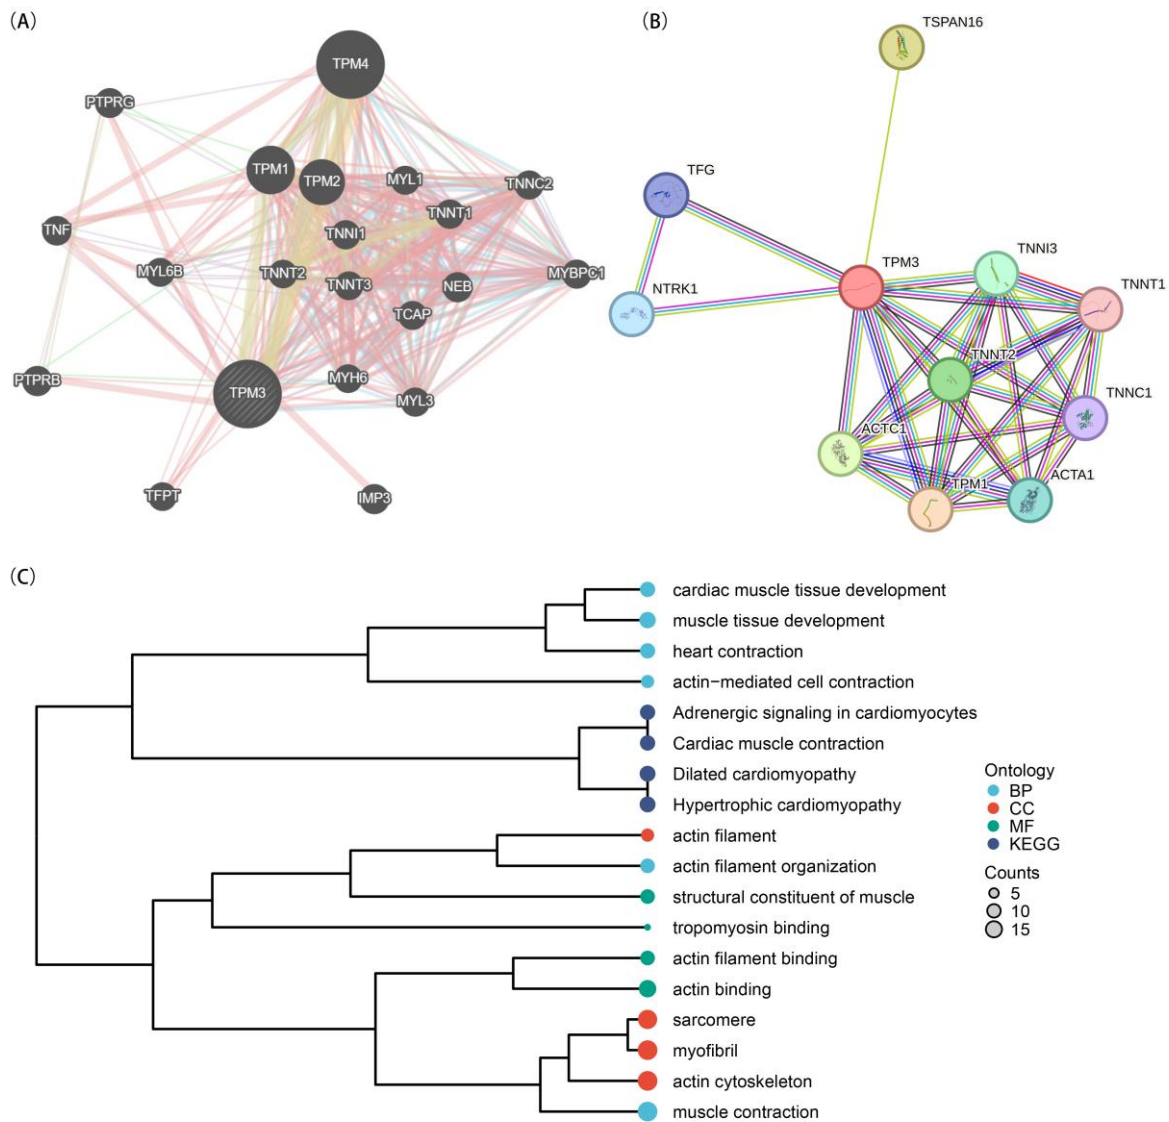 (A)
TPM4
PTPRG
TPM1
TPM2
MYL1
TNNC2
TNNT1
TNF
TNNI1
MYL6B
TNNT2
TNNT3
NEB
MYBPC1
TCAP
PTPRB
TPM3
MYH6
MYL3
TFPT
IMP3
(B)
TSPAN16
TFG
TPM3
TNNI3
NTRK1
TNNT1
TNNT2
TNNC1
ACTC1
TPM1
ACTA1
(C)
cardiac muscle tissue development
muscle tissue development
heart contraction
actin−mediated cell contraction
Adrenergic signaling in cardiomyocytes
Cardiac muscle contraction
Dilated cardiomyopathy
Hypertrophic cardiomyopathy
actin filament
actin filament organization
structural constituent of muscle
tropomyosin binding
actin filament binding
actin binding
sarcomere
myofibril
actin cytoskeleton
muscle contraction
Ontology
BP
CC
MF
KEGG
Counts
5
10
15